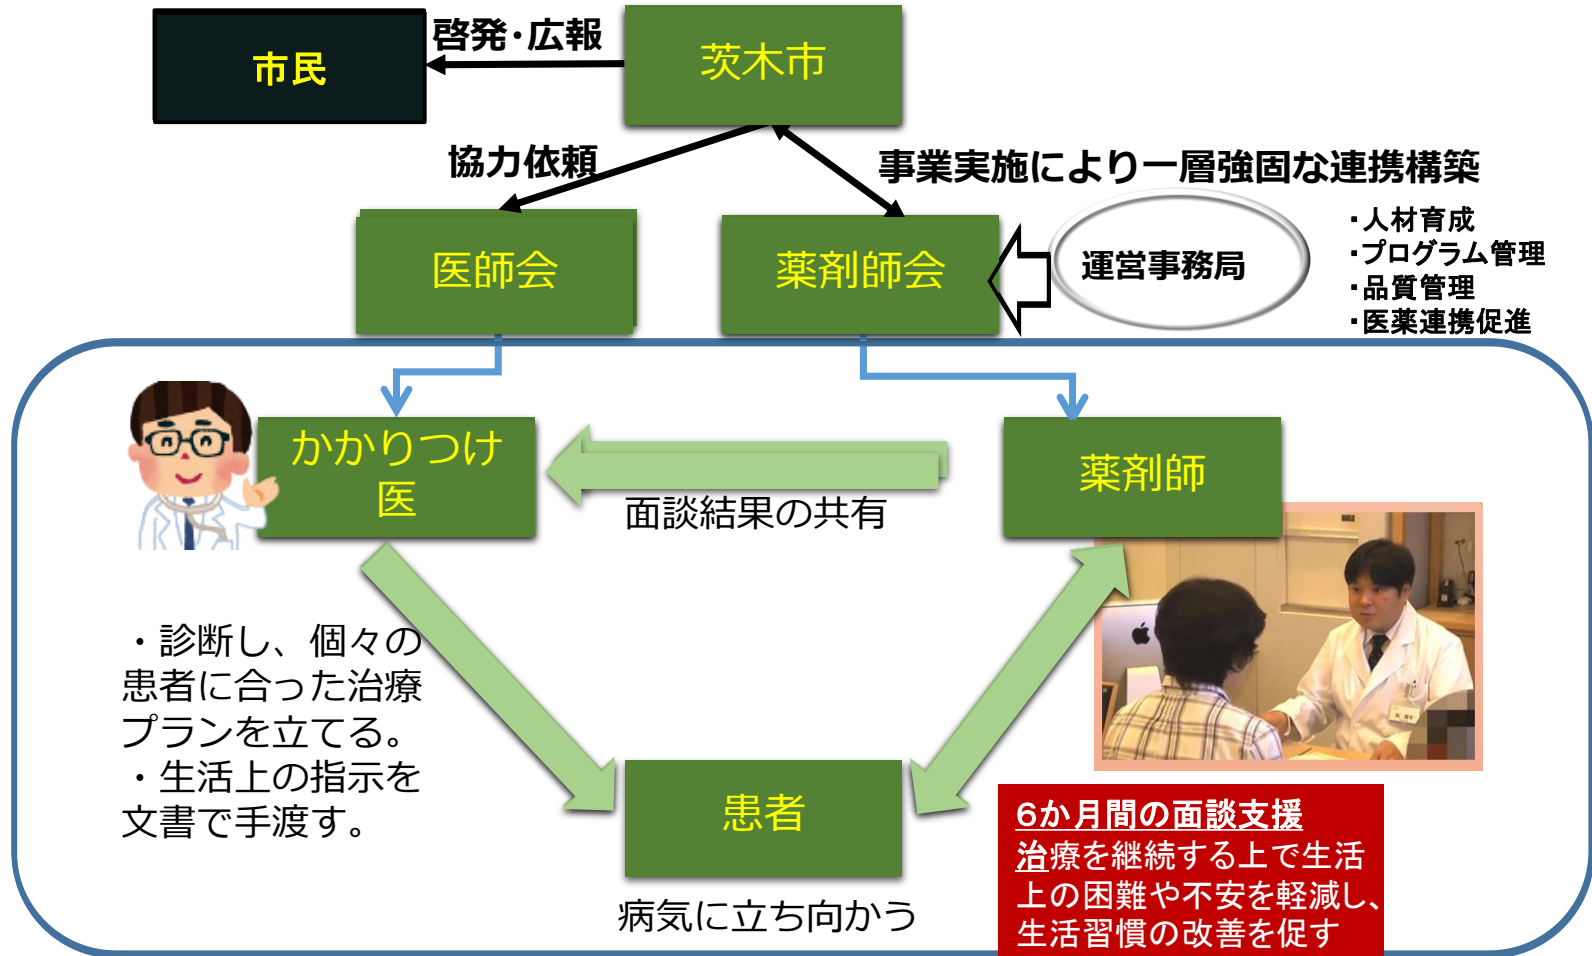 市民
啓発・広報
茨木市
協力依頼
事業実施により一層強固な連携構築
医師会
薬剤師会
運営事務局
・人材育成
・プログラム管理
・品質管理
・医薬連携促進
かかりつけ
医
面談結果の共有
薬剤師
・診断し、個々の
患者に合った治療
プランを立てる。
・生活上の指示を
文書で手渡す。
患者
病気に立ち向かう
6か月間の面談支援
治療を継続する上で生活
上の困難や不安を軽減し、
生活習慣の改善を促す